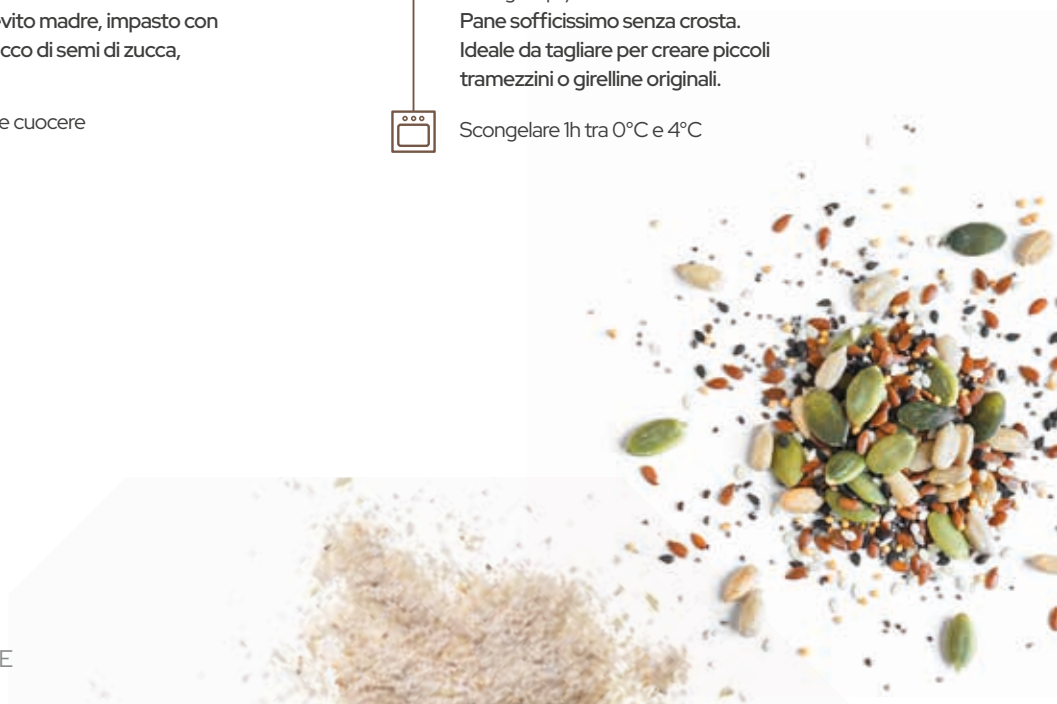 vito madre, impasto con
cco di semi di zucca,
e cuocere
Pane sofficissimo senza crosta.
Ideale da tagliare per creare piccoli
tramezzini o girelline originali.
Scongelare 1h tra 0°C e 4°C
E